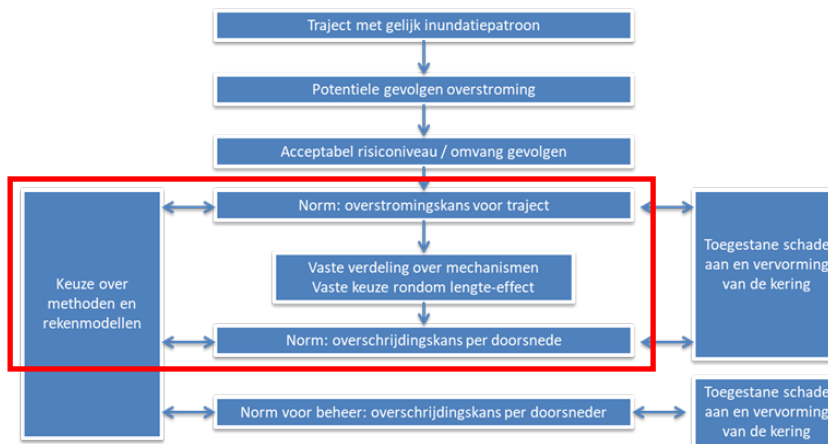 Traject met gelijk inundatiepatroon
Potentiele gevolgen overstroming
Acceptabel risiconiveau / omvang gevolgen
Norm: overstromingskans voor traject
Vaste verdeling over mechanismen
Vaste keuze rondom lengte-effect
Norm: overschrijdingskans per doorsnede
Keuze over
methoden en
rekenmodellen
Toegestane schade
aan en vervorming
van de kering
Norm voor beheer: overschrijdingskans per doorsneder
Toegestane schade
aan en vervorming
van de kering